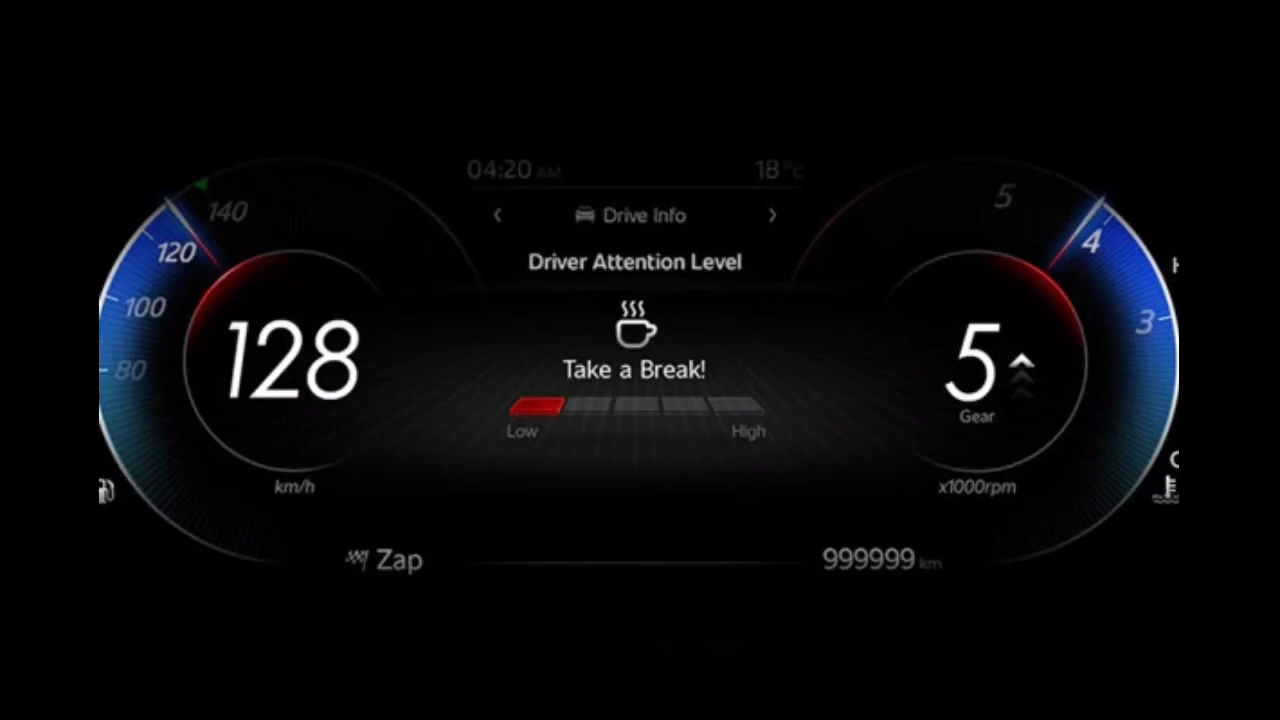 04:20 AM 18°C
Drive Info
Driver Attention Level
Take a Break!
Low High
140
120
100
80
128
km/h
5
4
3
5
Gear
x1000rpm
Zap
999999 km